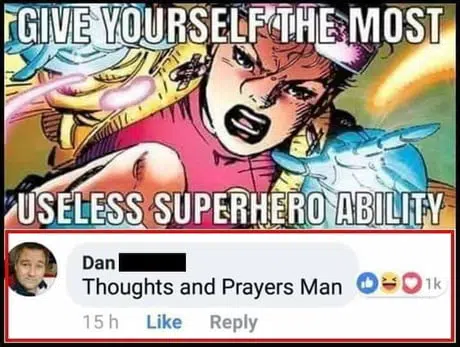 GIVE YOURSELF THE MOST
USELESS SUPERHERO ABILITY
Dan
Thoughts and Prayers Man
1k
15 h Like Reply